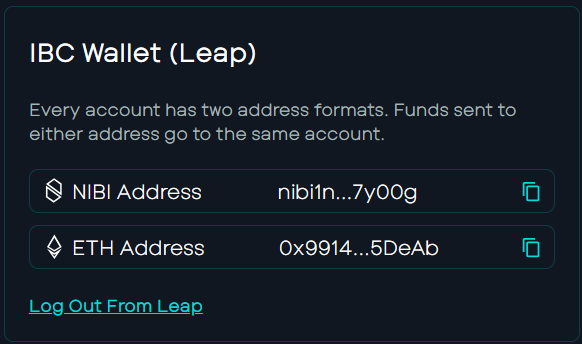 IBC Wallet (Leap)
Every account has two address formats. Funds sent to
either address go to the same account.
NIBI Address nibi1n...7y00g
ETH Address 0x9914...5DeAb
Log Out From Leap